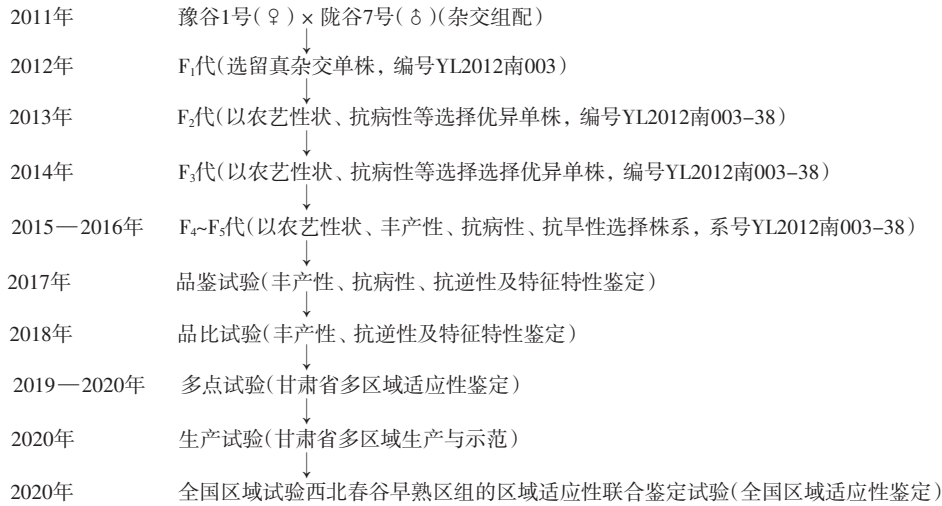 2011年 豫谷1号(♀)×陇谷7号(♂)(杂交组配)
2012年 F₁代(选留真杂交单株，编号YL2012南003)
2013年 F₂代(以农艺性状、抗病性等选择优异单株，编号YL2012南003–38)
2014年 F₃代(以农艺性状、抗病性等选择选择优异单株，编号YL2012南003–38)
2015—2016年 F₄~F₅代(以农艺性状、丰产性、抗病性、抗旱性选择株系，系号YL2012南003–38)
2017年 品鉴试验(丰产性、抗病性、抗逆性及特征特性鉴定)
2018年 品比试验(丰产性、抗逆性及特征特性鉴定)
2019—2020年 多点试验(甘肃省多区域适应性鉴定)
2020年 生产试验(甘肃省多区域生产与示范)
2020年 全国区域试验西北春谷早熟区组的区域适应性联合鉴定试验(全国区域适应性鉴定)